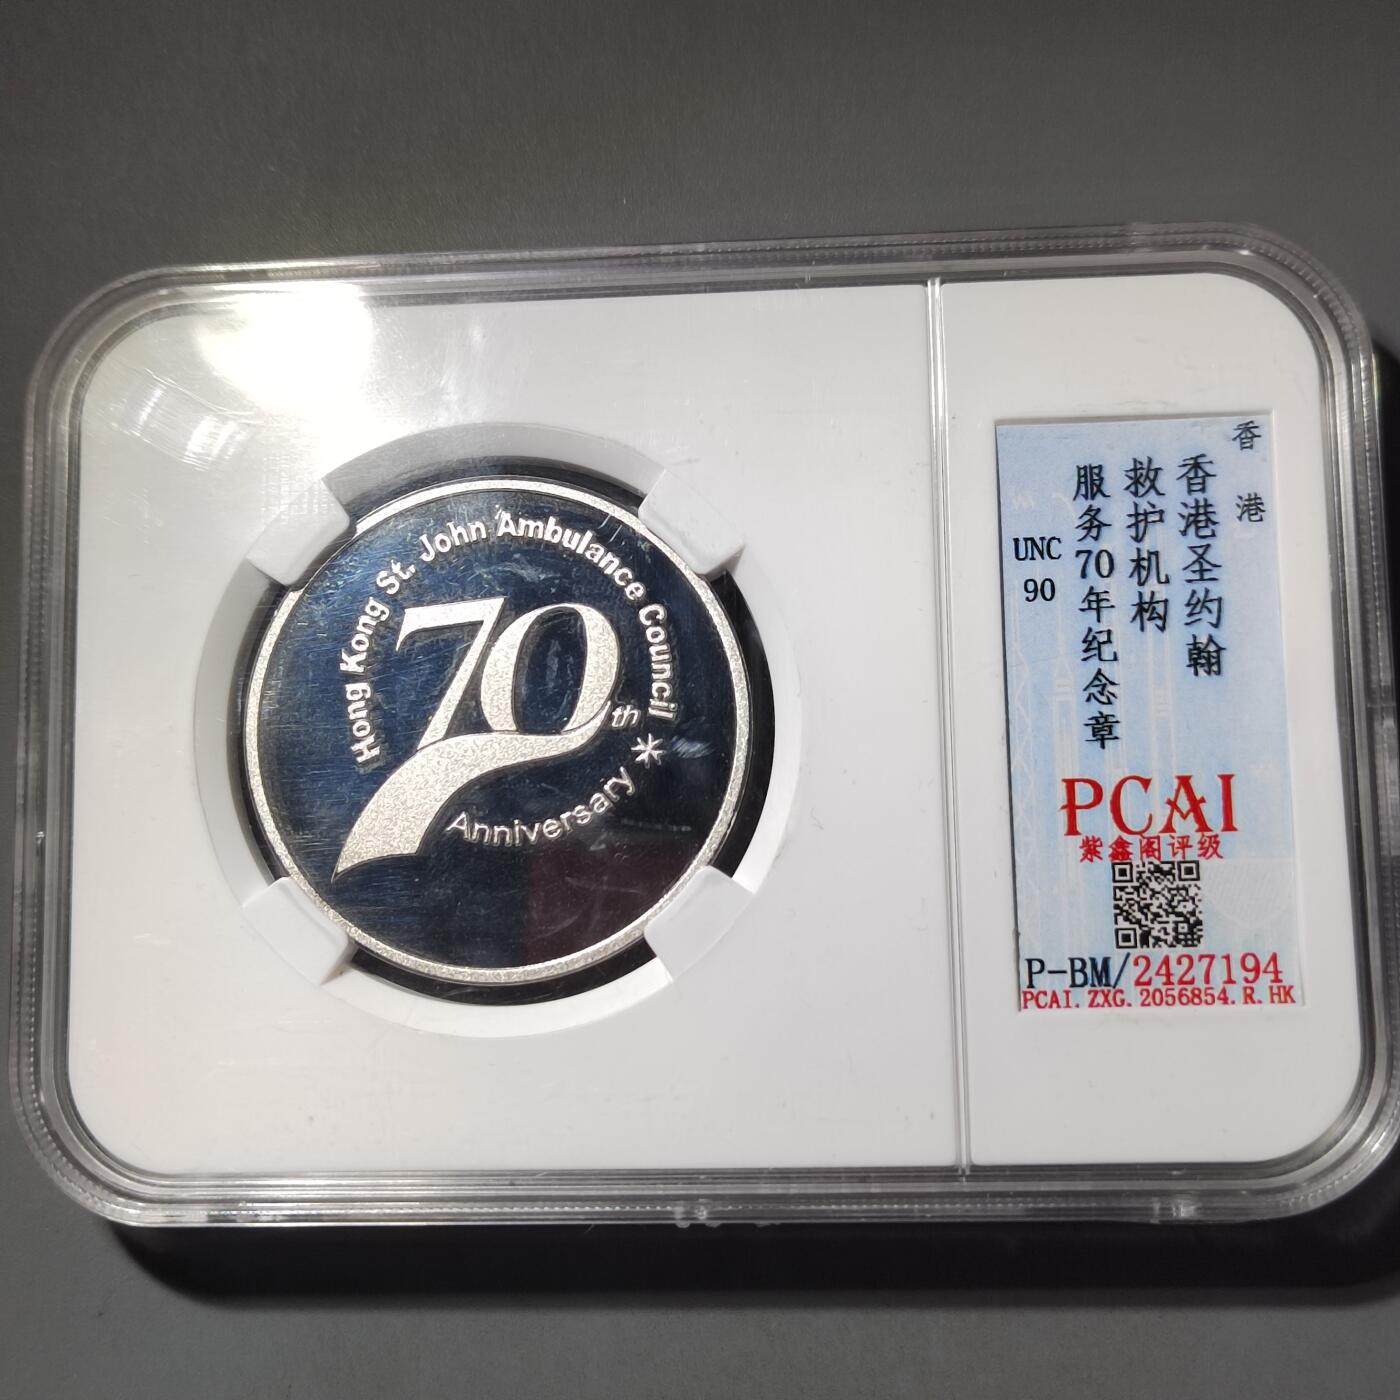 Hong Kong St. John Ambulance Council
70th
Anniversary
香港
香港圣约翰
救护机构
服务70年纪念章
UNC
90
PCAI
紫鑫阁评级
P-BM/2427194
PCAI. ZXG. 2056854. R. HK